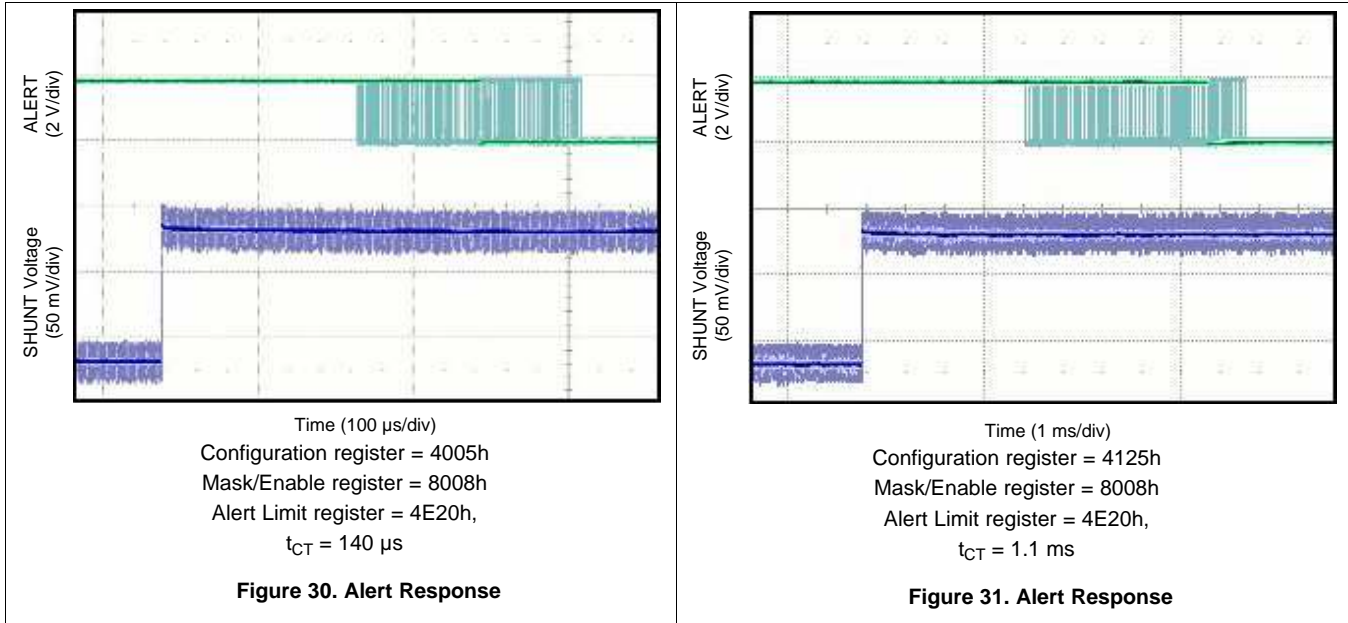 ALERT
(2 V/div)
SHUNT Voltage
(50 mV/div)
Time (100 µs/div)
Configuration register = 4005h
Mask/Enable register = 8008h
Alert Limit register = 4E20h,
tCT = 140 µs
Figure 30. Alert Response
ALERT
(2 V/div)
SHUNT Voltage
(50 mV/div)
Time (1 ms/div)
Configuration register = 4125h
Mask/Enable register = 8008h
Alert Limit register = 4E20h,
tCT = 1.1 ms
Figure 31. Alert Response